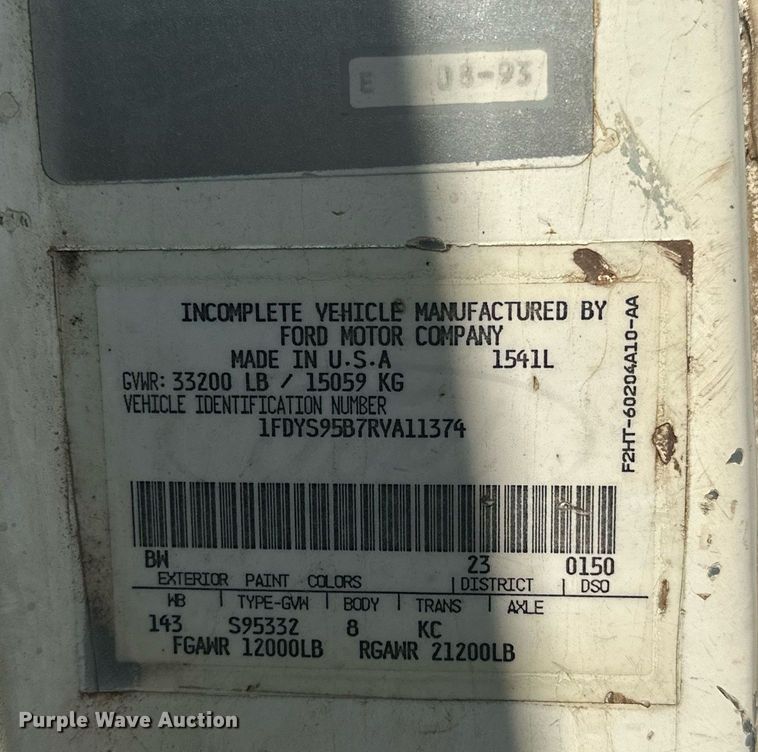 E 08-93
INCOMPLETE VEHICLE MANUFACTURED BY
FORD MOTOR COMPANY
MADE IN U.S.A 1541L
GVWR: 33200 LB / 15059 KG
VEHICLE IDENTIFICATION NUMBER
1FDYS95B7RVA11374
F2HT-60204A10-AA
BW 23 0150
EXTERIOR PAINT COLORS | DISTRICT | DSO
WB | TYPE-GVW | BODY | TRANS | AXLE
143 S95332 8 KC
FGAWR 12000LB RGAWR 21200LB
Purple Wave Auction